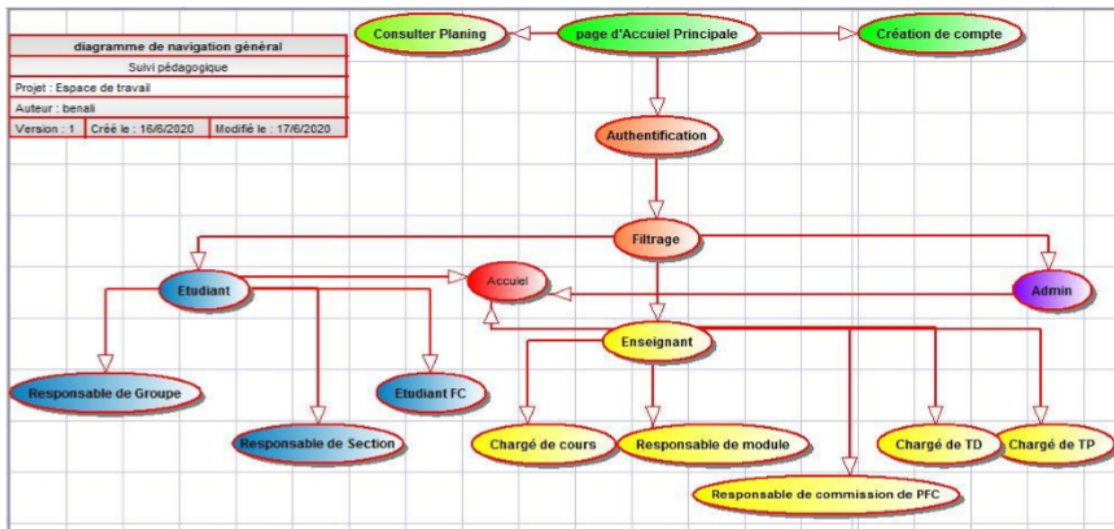 Consulter Planing
page d'Accuiel Principale
Création de compte
diagramme de navigation général
Suivi pédagogique
Projet : Espace de travail
Auteur : benali
Version : 1
Créé le : 16/6/2020
Modifié le : 17/6/2020
Authentification
Filtrage
Etudiant
Accuiel
Admin
Enseignant
Responsable de Groupe
Etudiant FC
Responsable de Section
Chargé de cours
Responsable de module
Chargé de TD
Chargé de TP
Responsable de commission de PFC